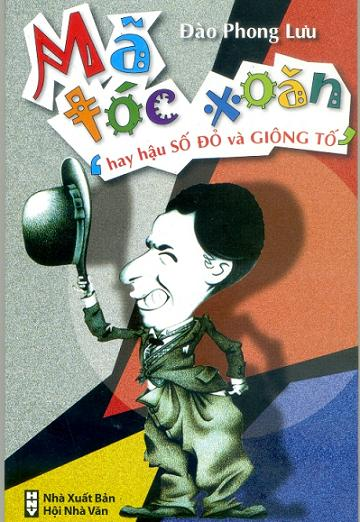 Đào Phong Lưu
Mã
tóc xoăn
‘hay hậu SỐ ĐỎ và GIÔNG TỐ’
HNV
Nhà Xuất Bản
Hội Nhà Văn